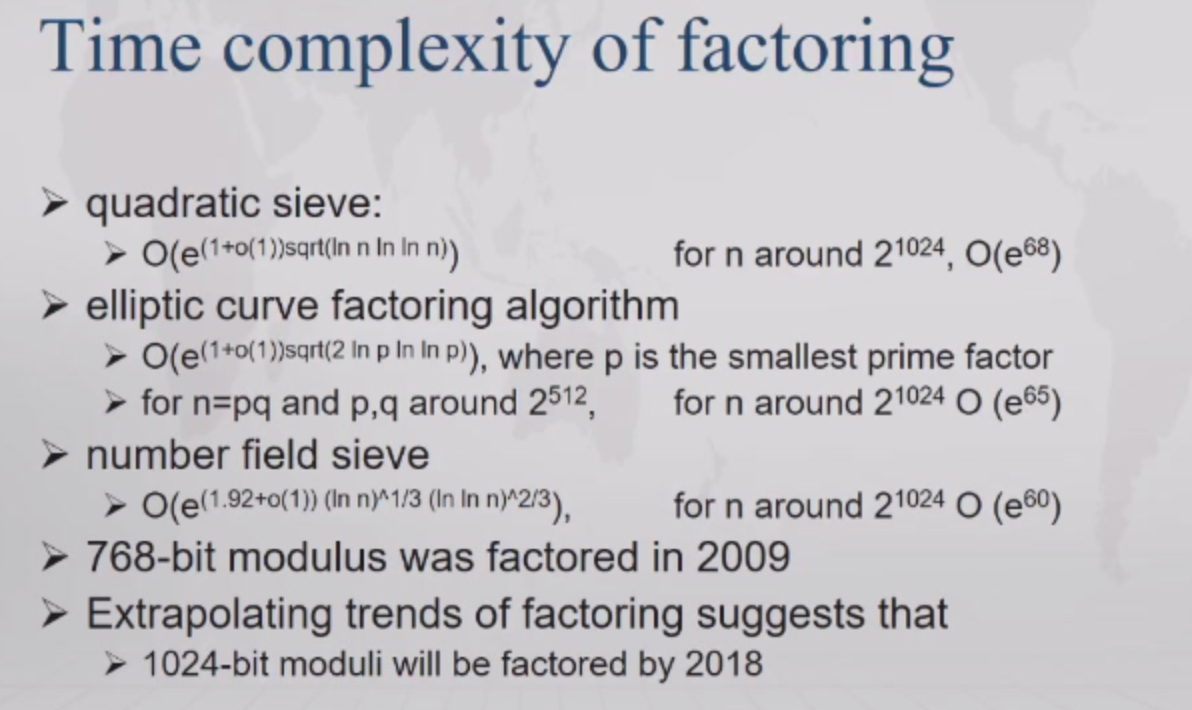 Time complexity of factoring
➢ quadratic sieve:
➢ O(e^(1+o(1))sqrt(ln n ln ln n)) for n around 2^1024, O(e^68)
➢ elliptic curve factoring algorithm
➢ O(e^(1+o(1))sqrt(2 ln p ln ln p)), where p is the smallest prime factor
➢ for n=pq and p,q around 2^512, for n around 2^1024 O (e^65)
➢ number field sieve
➢ O(e^(1.92+o(1)) (ln n)^1/3 (ln ln n)^2/3), for n around 2^1024 O (e^60)
➢ 768-bit modulus was factored in 2009
➢ Extrapolating trends of factoring suggests that
➢ 1024-bit moduli will be factored by 2018